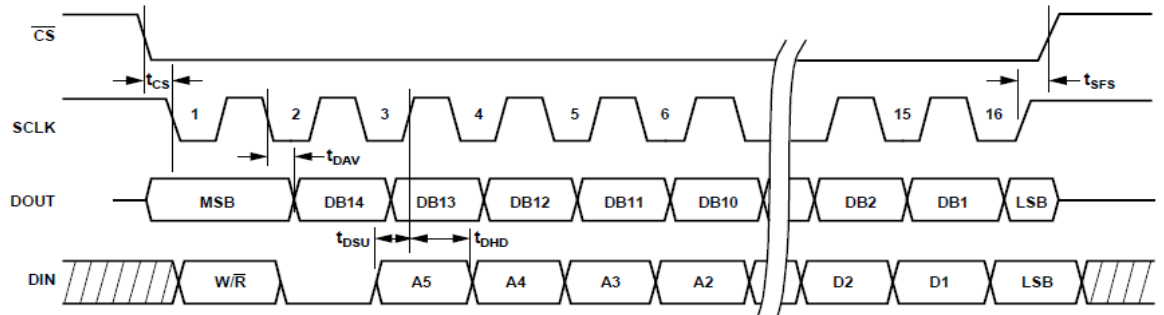 CS
tCS
tSFS
SCLK 1 2 3 4 5 6 15 16
tDAV
DOUT MSB DB14 DB13 DB12 DB11 DB10 DB2 DB1 LSB
tDSU tDHD
DIN W/R A5 A4 A3 A2 D2 D1 LSB